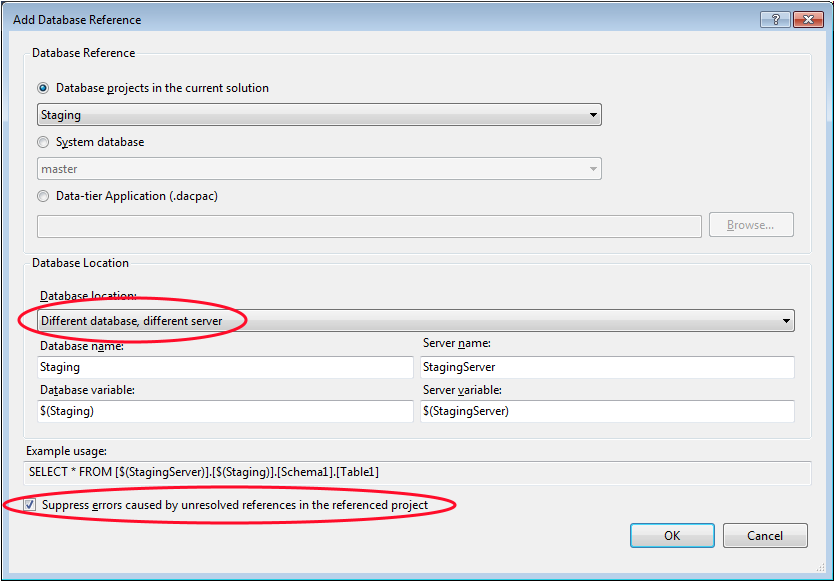 Add Database Reference
?
Database Reference
Database projects in the current solution
Staging
System database
master
Data-tier Application (.dacpac)
Browse...
Database Location
Database location:
Different database, different server
Database name:
Server name:
Staging
StagingServer
Database variable:
Server variable:
$(Staging)
$(StagingServer)
Example usage:
SELECT * FROM [$(StagingServer)].[$(Staging)].[Schema1].[Table1]
Suppress errors caused by unresolved references in the referenced project
OK
Cancel